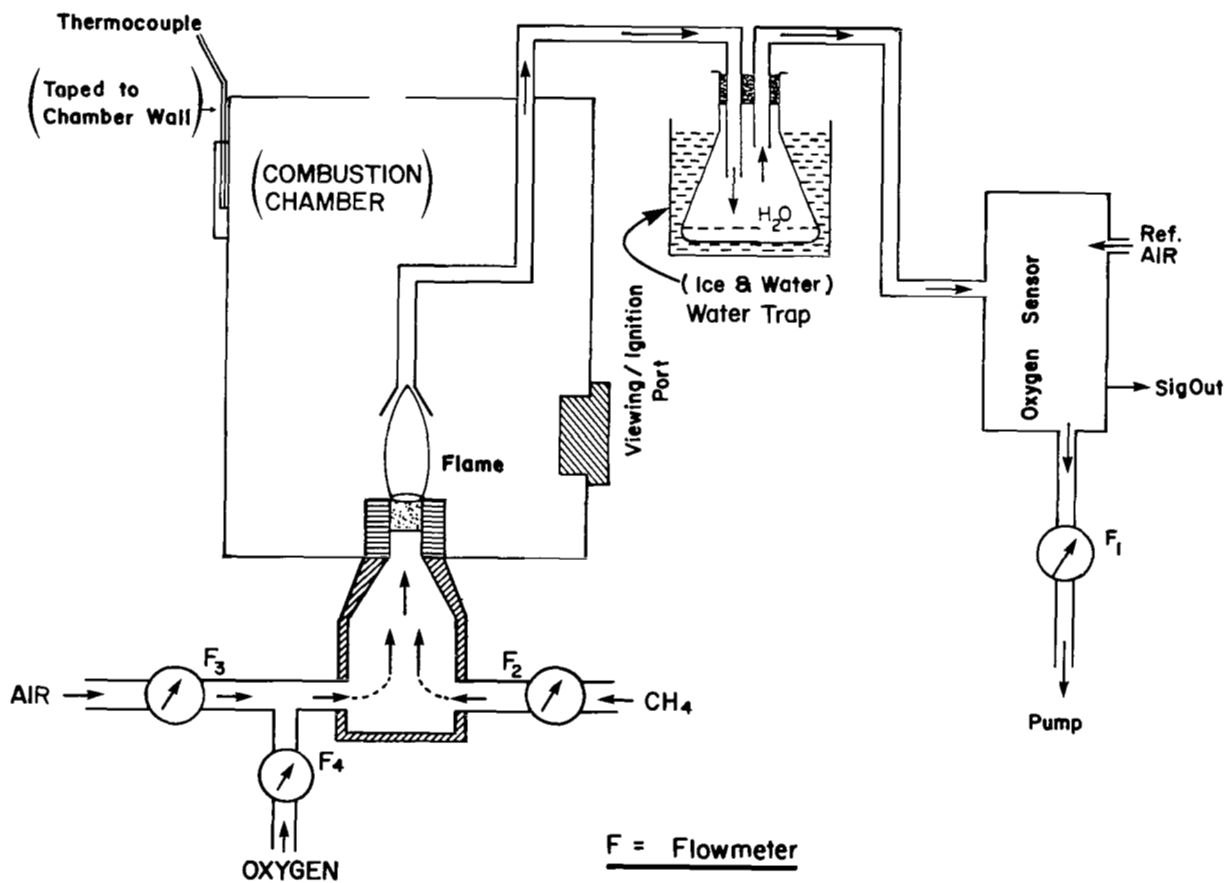 Thermocouple
(Taped to
Chamber Wall)
(COMBUSTION
CHAMBER)
H2O
(Ice & Water)
Water Trap
Ref.
AIR
Oxygen Sensor
SigOut
Viewing/Ignition
Port
Flame
F1
F3
F2
AIR
CH4
Pump
F4
OXYGEN
F = Flowmeter